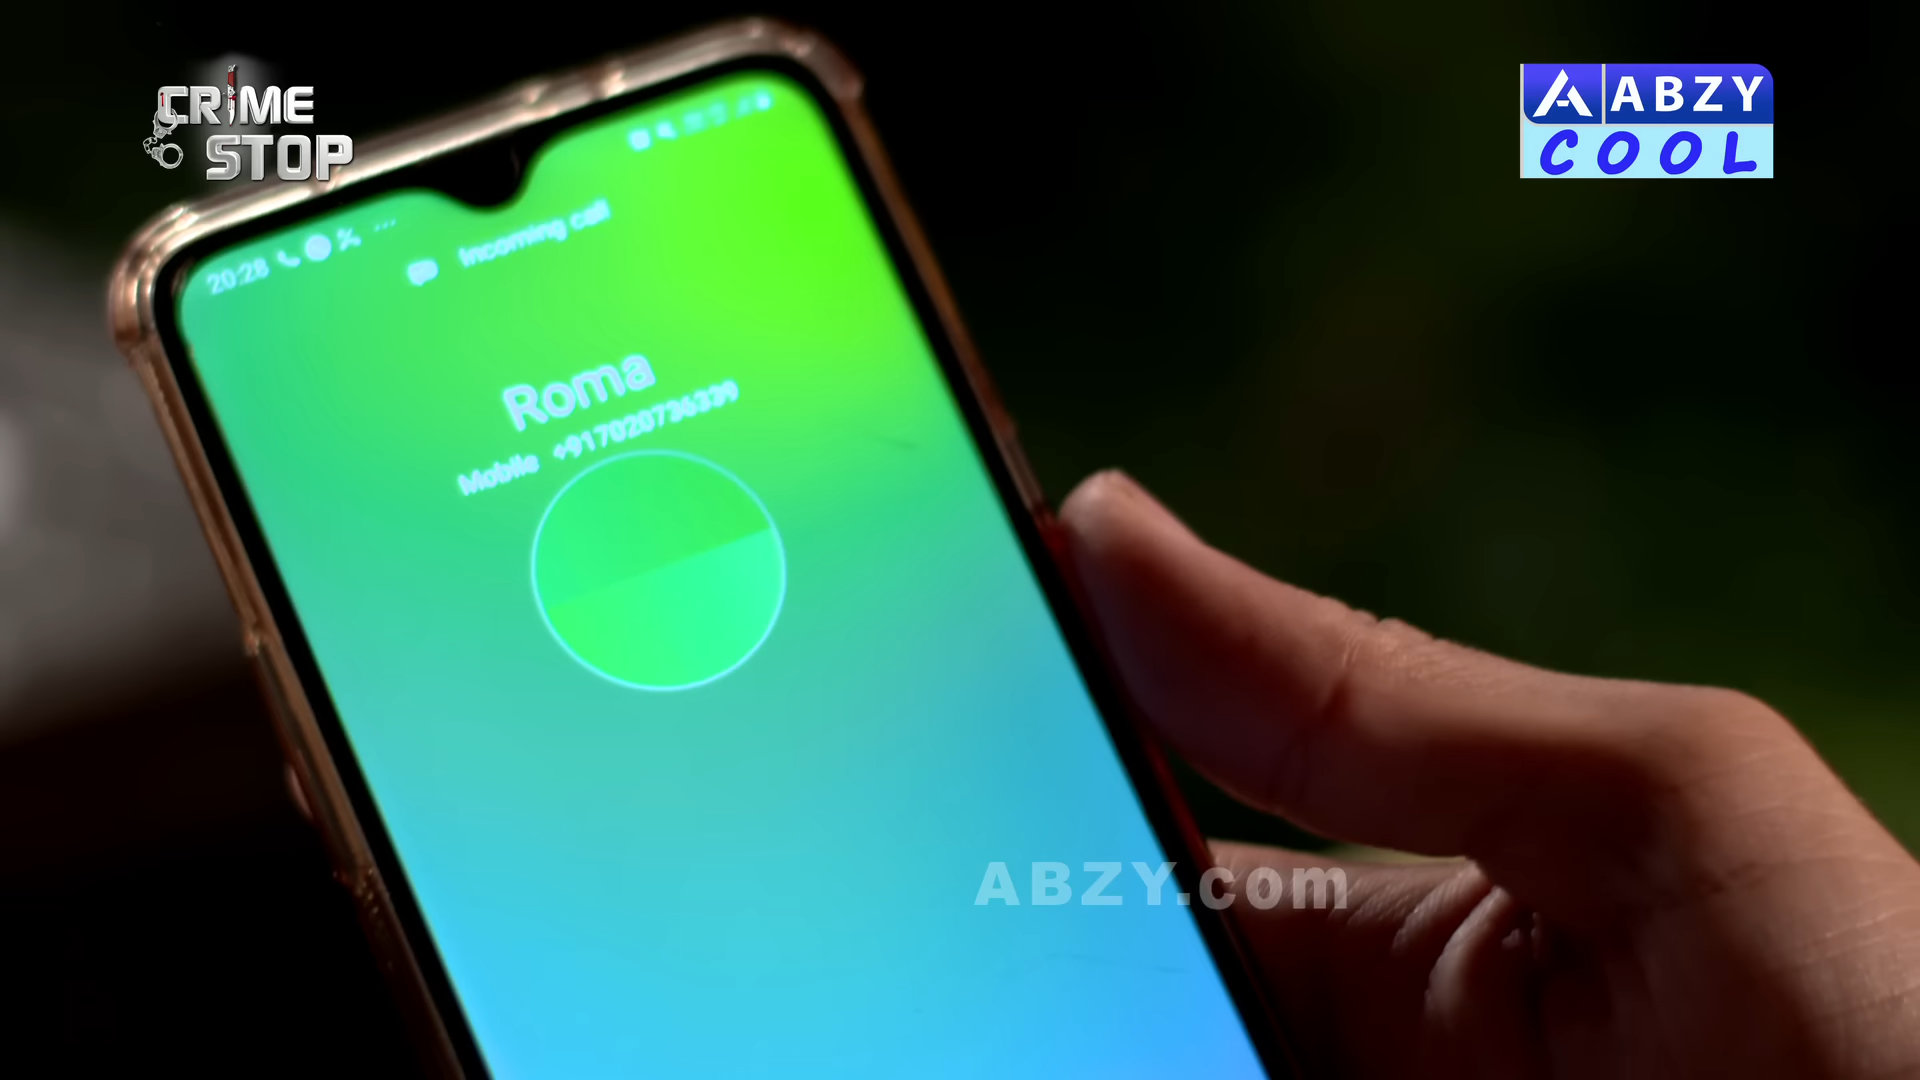 CRIME
STOP
ABZY
COOL
20:28
Incoming call
Roma
Mobile +917020736339
ABZY.com